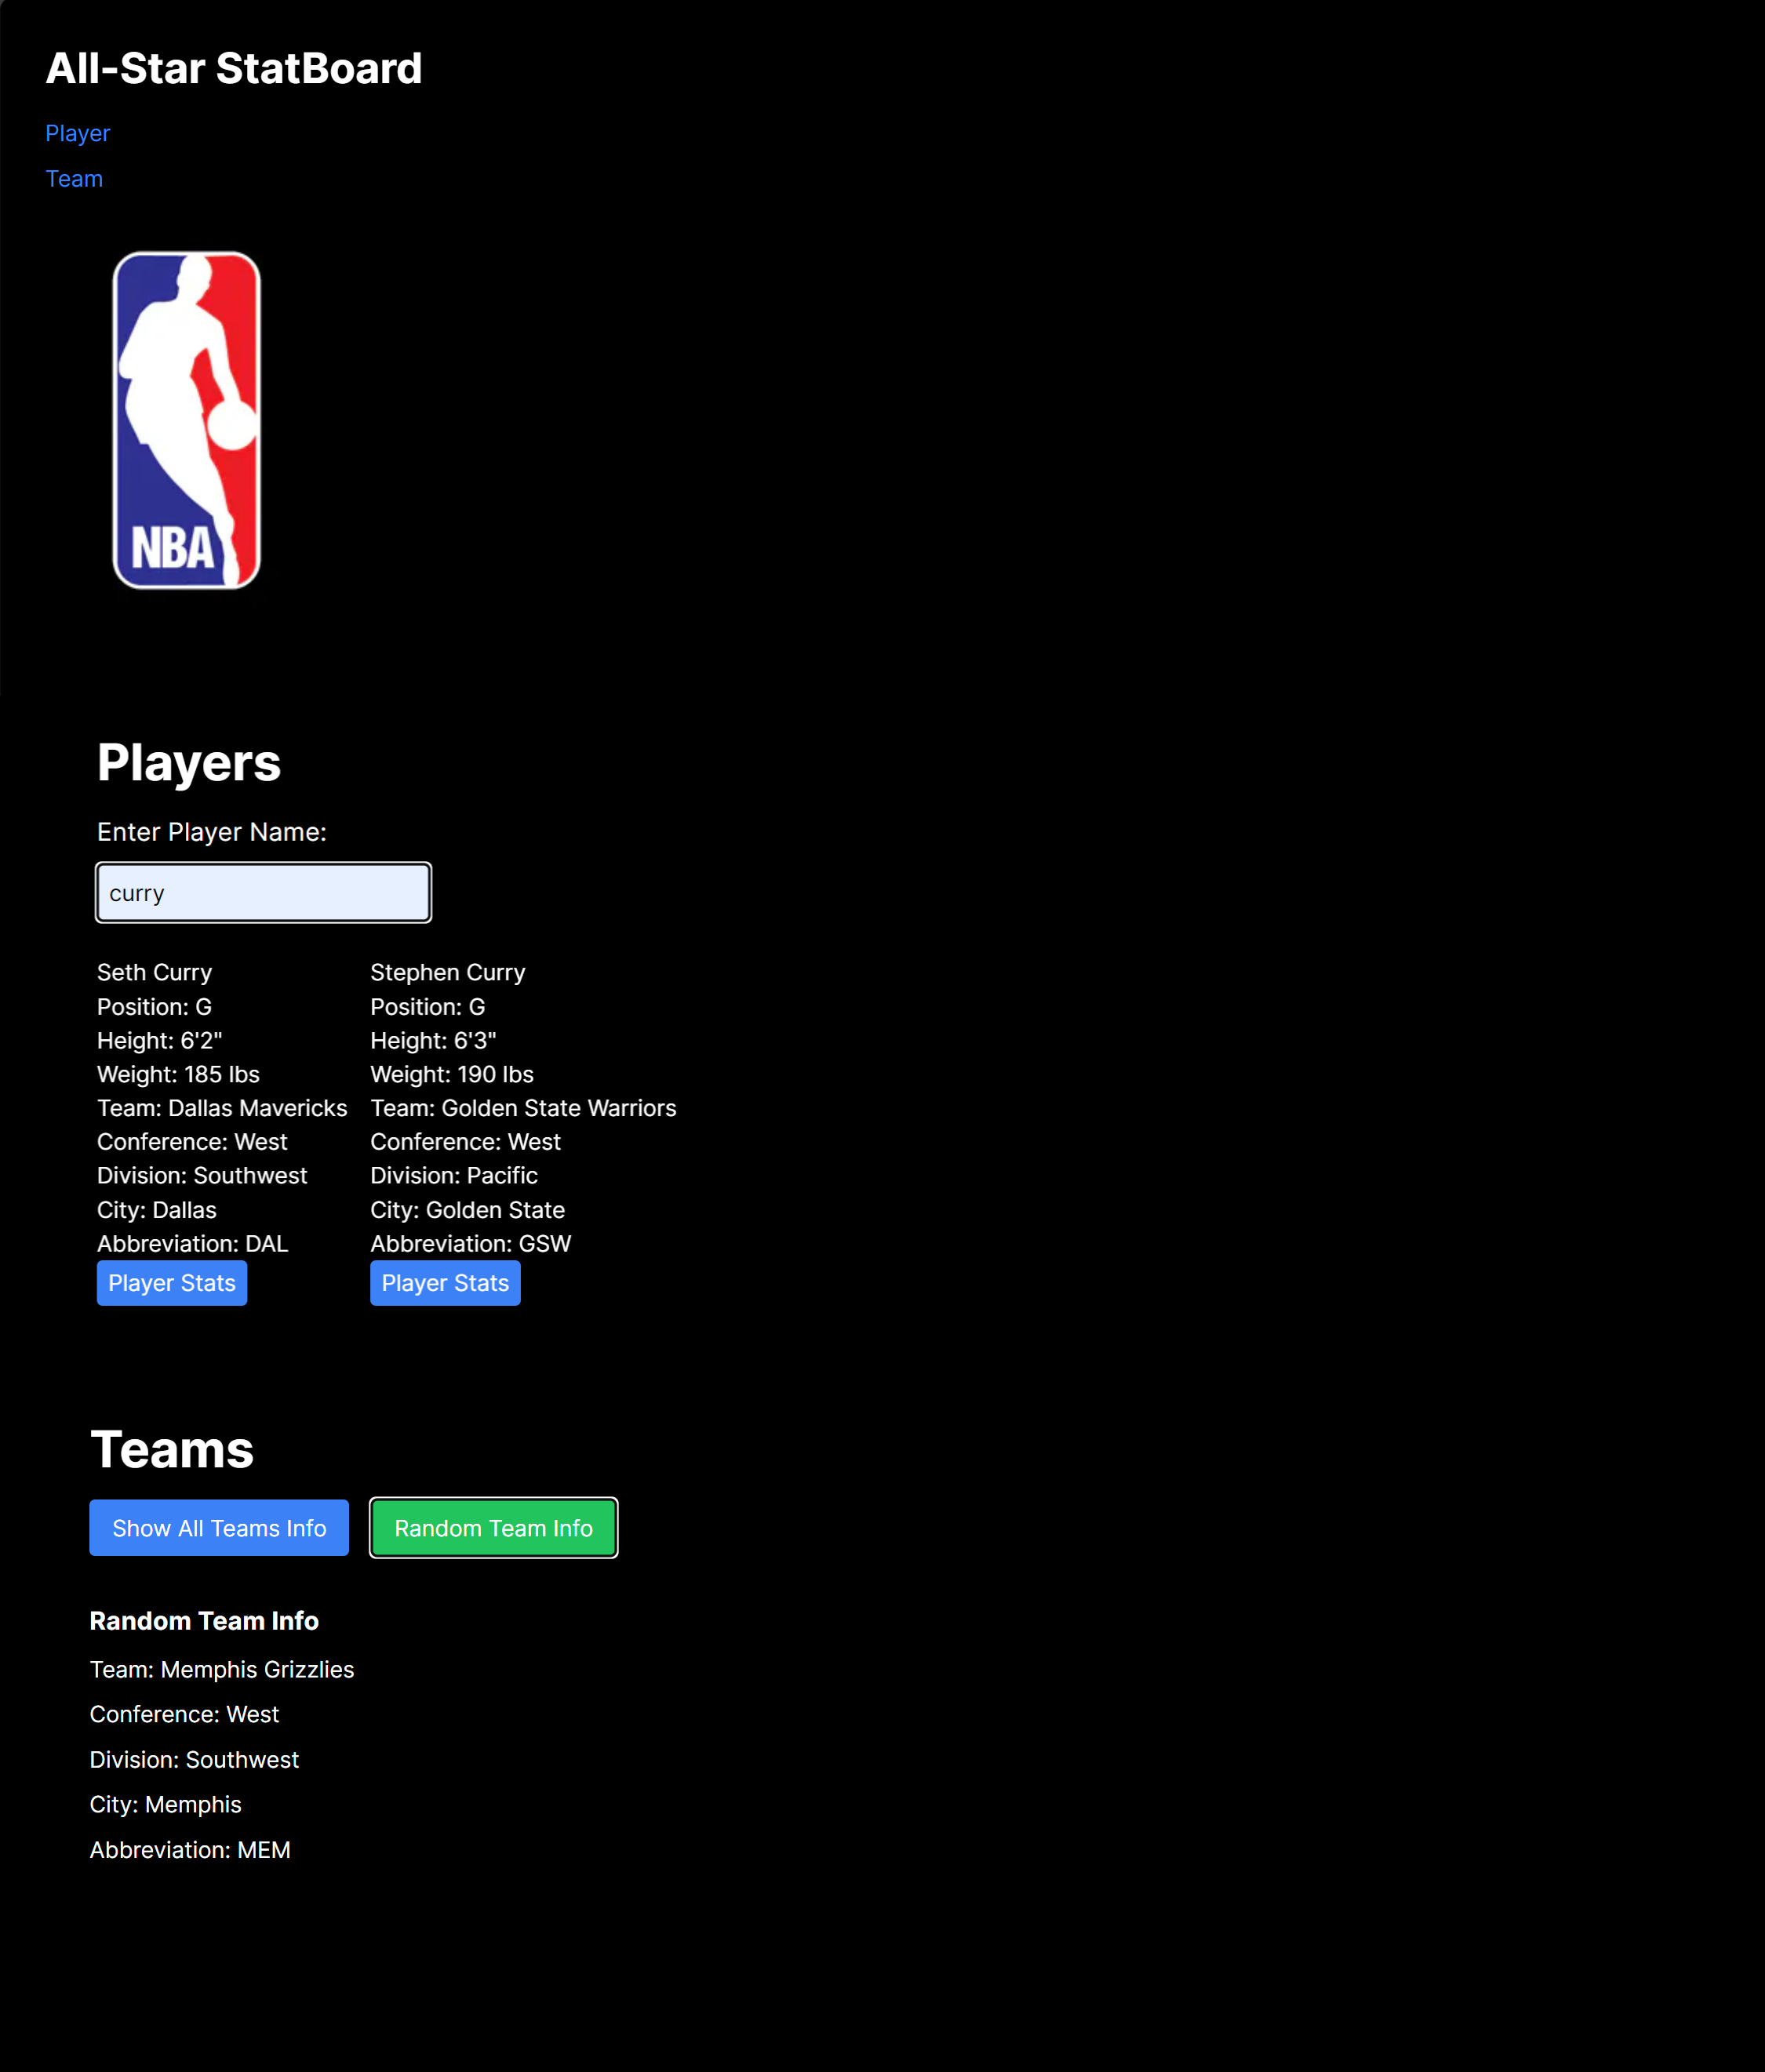 All-Star StatBoard
Player
Team
NBA
Players
Enter Player Name:
curry
Seth Curry
Position: G
Height: 6'2"
Weight: 185 lbs
Team: Dallas Mavericks
Conference: West
Division: Southwest
City: Dallas
Abbreviation: DAL
Player Stats
Stephen Curry
Position: G
Height: 6'3"
Weight: 190 lbs
Team: Golden State Warriors
Conference: West
Division: Pacific
City: Golden State
Abbreviation: GSW
Player Stats
Teams
Show All Teams Info
Random Team Info
Random Team Info
Team: Memphis Grizzlies
Conference: West
Division: Southwest
City: Memphis
Abbreviation: MEM